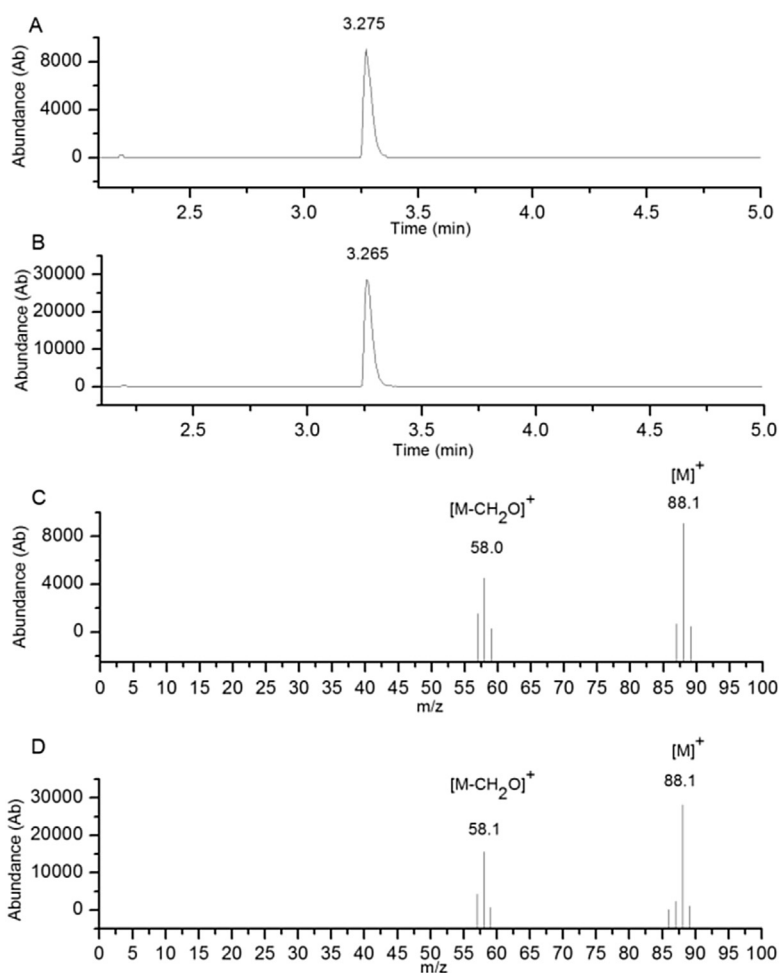 A
3.275
Abundance (Ab)
8000
4000
0
2.5 3.0 3.5 4.0 4.5 5.0
Time (min)
B
3.265
Abundance (Ab)
30000
20000
10000
0
2.5 3.0 3.5 4.0 4.5 5.0
Time (min)
C
[M-CH2O]+
58.0
[M]+
88.1
Abundance (Ab)
8000
4000
0
0 5 10 15 20 25 30 35 40 45 50 55 60 65 70 75 80 85 90 95 100
m/z
D
[M-CH2O]+
58.1
[M]+
88.1
Abundance (Ab)
30000
20000
10000
0
0 5 10 15 20 25 30 35 40 45 50 55 60 65 70 75 80 85 90 95 100
m/z